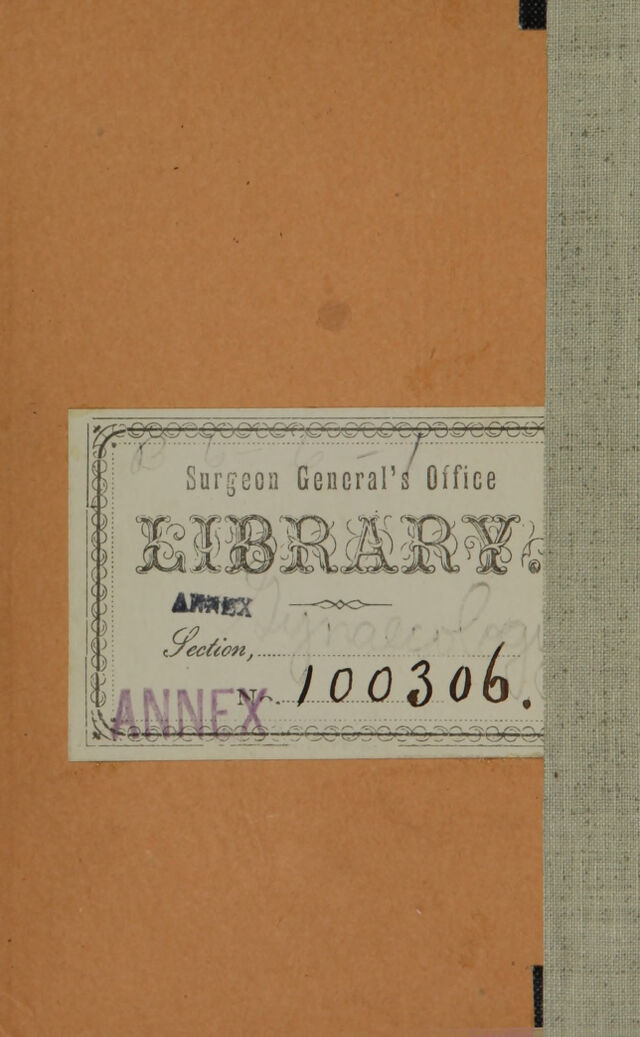 Surgeon General's Office
LIBRARY.
ANNEX
Section,
ANNEX
No. 100306.